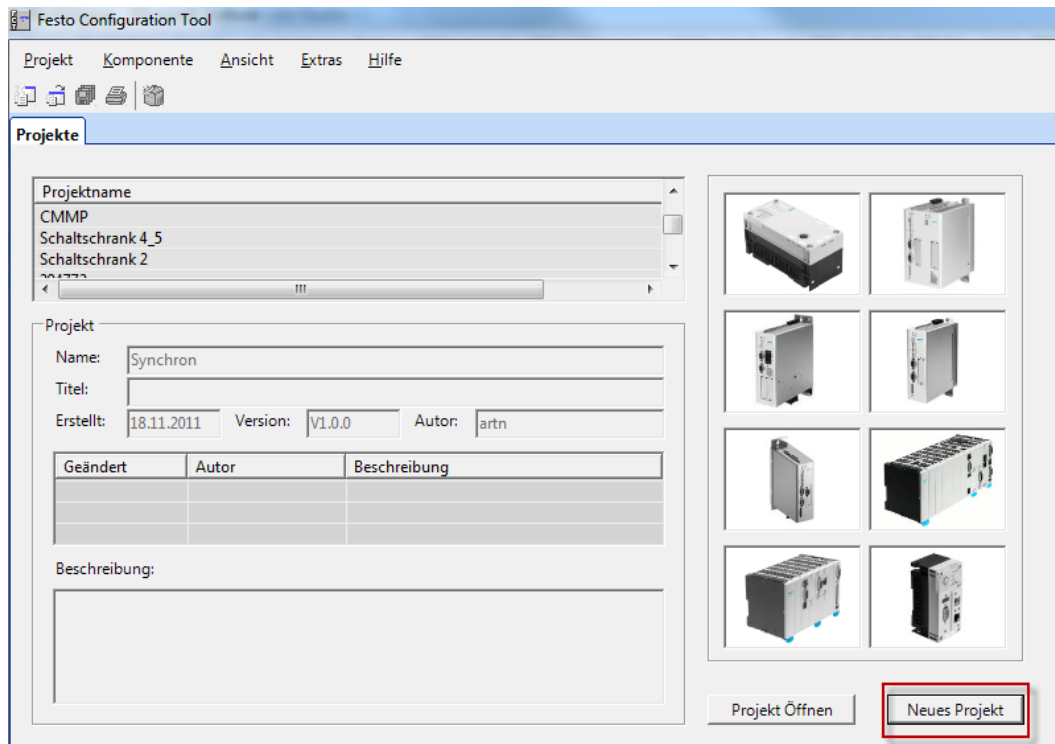 Festo Configuration Tool
Projekt Komponente Ansicht Extras Hilfe
Projekte
Projektname
CMMP
Schaltschrank 4_5
Schaltschrank 2
Projekt
Name: Synchron
Titel:
Erstellt: 18.11.2011 Version: V1.0.0 Autor: artn
Geändert Autor Beschreibung
Beschreibung:
Projekt Öffnen Neues Projekt